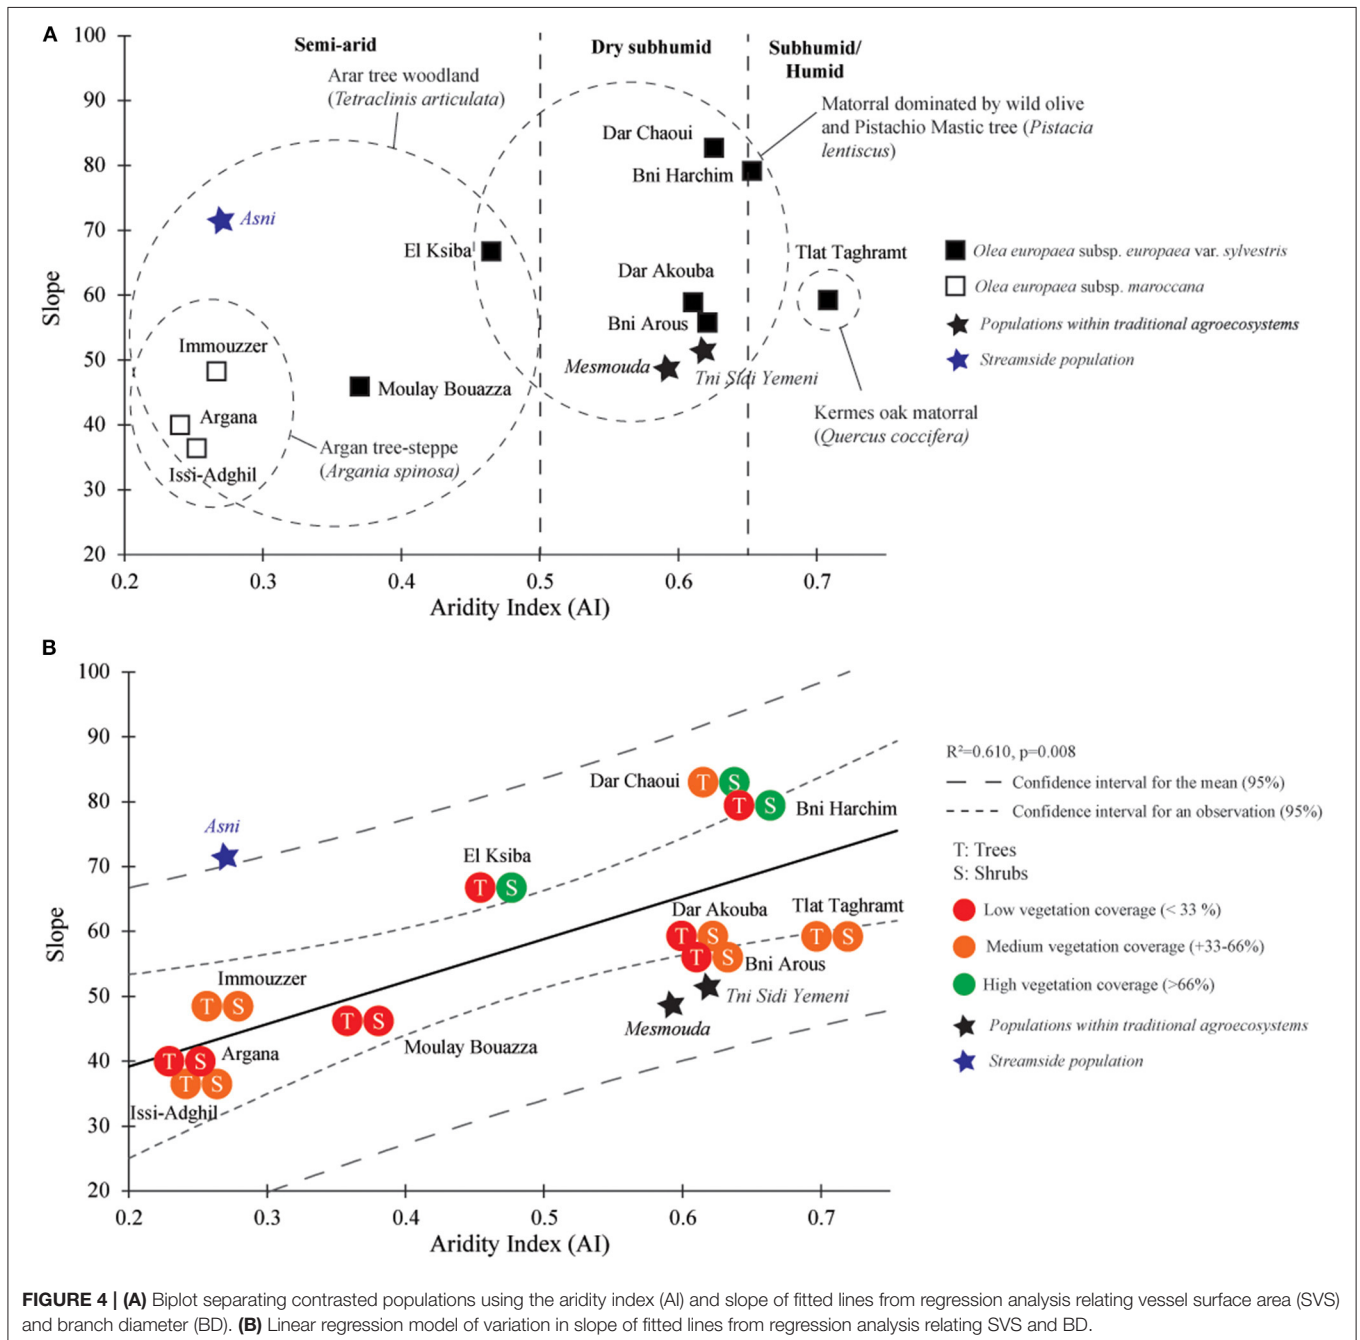 A
100
90
80
70
60
50
40
30
20
Slope
Semi-arid
Dry subhumid
Subhumid/
Humid
Arar tree woodland
(Tetraclinis articulata)
Matorral dominated by wild olive
and Pistachio Mastic tree (Pistacia
lentiscus)
Dar Chaoui
Bni Harchim
Asni
El Ksiba
Dar Akouba
Tlat Taghramt
Bni Arous
Immouzzer
Mesmouda
Tni Sidi Yemeni
Moulay Bouazza
Argana
Kermes oak matorral
(Quercus coccifera)
Argan tree-steppe
(Argania spinosa)
Issi-Adghil
Olea europaea subsp. europaea var. sylvestris
Olea europaea subsp. maroccana
Populations within traditional agroecosystems
Streamside population
0.2 0.3 0.4 0.5 0.6 0.7
Aridity Index (AI)
B
100
90
80
70
60
50
40
30
20
Slope
Dar Chaoui T S
T S Bni Harchim
Asni
El Ksiba
T S
Dar Akouba
T S
Tlat Taghramt
T S
T S Bni Arous
Immouzzer
T S
Tni Sidi Yemeni
Mesmouda
T S
Moulay Bouazza
T S Argana
T S
Issi-Adghil
R²=0.610, p=0.008
Confidence interval for the mean (95%)
Confidence interval for an observation (95%)
T: Trees
S: Shrubs
Low vegetation coverage (< 33 %)
Medium vegetation coverage (+33-66%)
High vegetation coverage (>66%)
Populations within traditional agroecosystems
Streamside population
0.2 0.3 0.4 0.5 0.6 0.7
Aridity Index (AI)
FIGURE 4 | (A) Biplot separating contrasted populations using the aridity index (AI) and slope of fitted lines from regression analysis relating vessel surface area (SVS)
and branch diameter (BD). (B) Linear regression model of variation in slope of fitted lines from regression analysis relating SVS and BD.